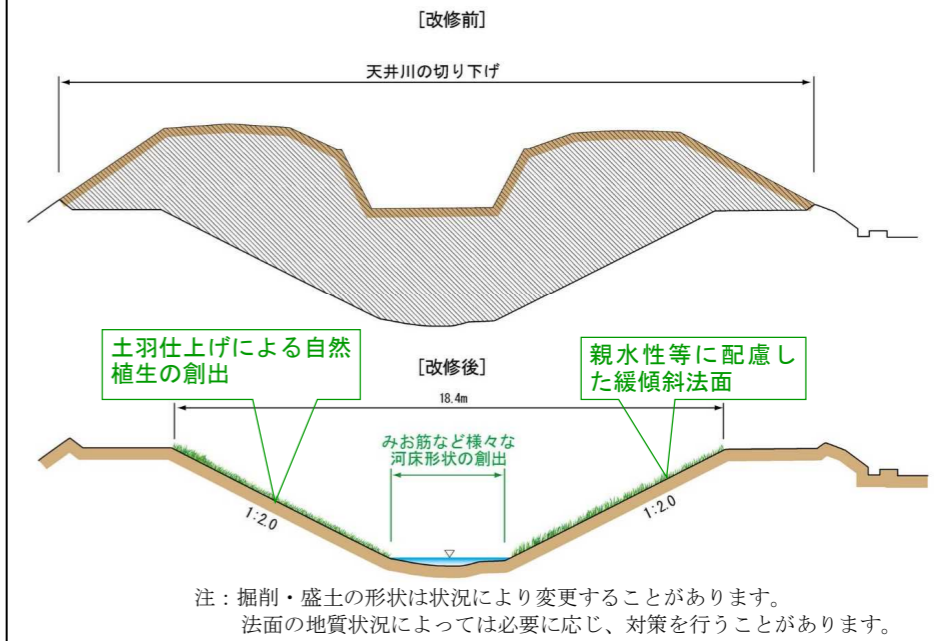 [改修前]
天井川の切り下げ
土羽仕上げによる自然
植生の創出
[改修後]
親水性等に配慮し
た緩傾斜法面
18.4m
みお筋など様々な
河床形状の創出
1:2.0
1:2.0
注：掘削・盛土の形状は状況により変更することがあります。
法面の地質状況によっては必要に応じ、対策を行うことがあります。